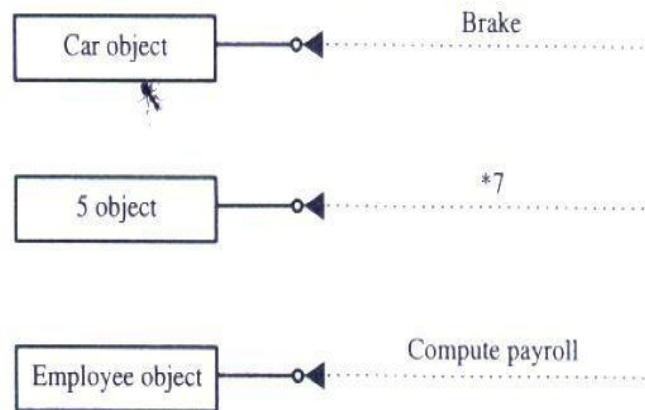 Car object
Brake
5 object
*7
Employee object
Compute payroll